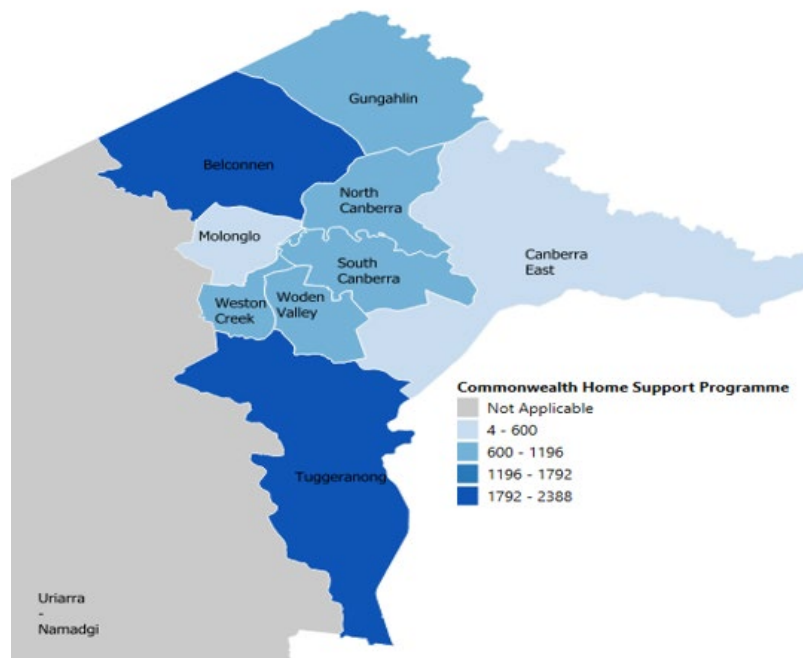 Gungahlin
Belconnen
North
Canberra
Molonglo
South
Canberra
Canberra
East
Weston
Creek
Woden
Valley
Tuggeranong
Uriarra
-
Namadgi
Commonwealth Home Support Programme
Not Applicable
4 - 600
600 - 1196
1196 - 1792
1792 - 2388